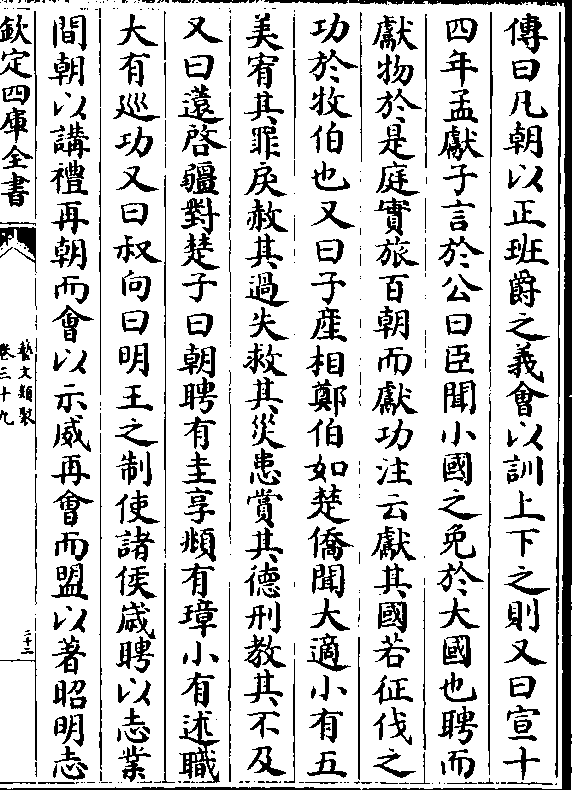 傳曰凡朝以正班爵之義會以訓上下之則又曰宣十
四年孟獻子言於公曰臣聞小國之免於大國也聘而
獻物於是庭實旅百朝而獻功注云獻其國若征伐之
功於牧伯也又曰子産相鄭伯如楚僑聞大適小有五
美宥其罪戾赦其過失救其災患賞其德刑教其不及
又曰薳啓疆對楚子曰朝聘有圭享頫有璋小有述職
大有廵功又曰叔向曰明王之制使諸侯歲聘以志業
間朝以講禮再朝而會以示威再會而盟以著昭明志
欽定四庫全書
藝文類聚
卷三十九
二十二